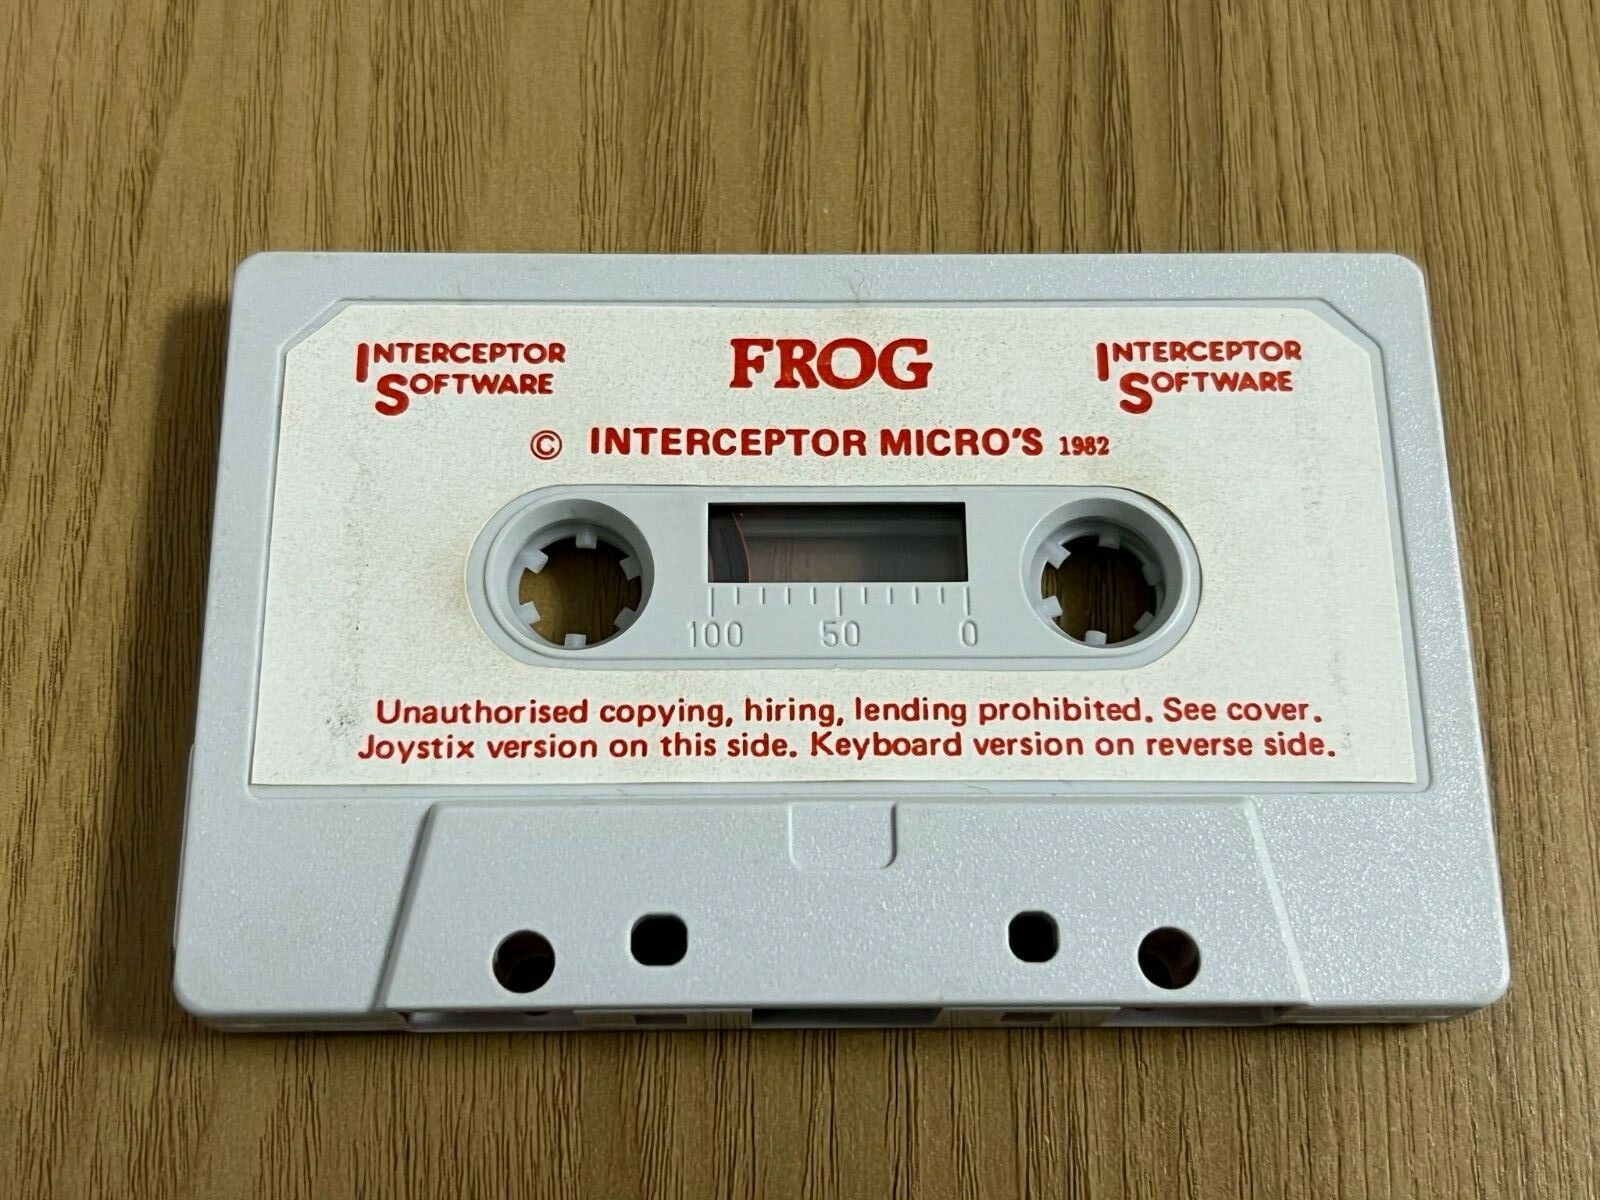 INTERCEPTOR
SOFTWARE
FROG
INTERCEPTOR
SOFTWARE
© INTERCEPTOR MICRO'S 1982
100 50 0
Unauthorised copying, hiring, lending prohibited. See cover.
Joystix version on this side. Keyboard version on reverse side.